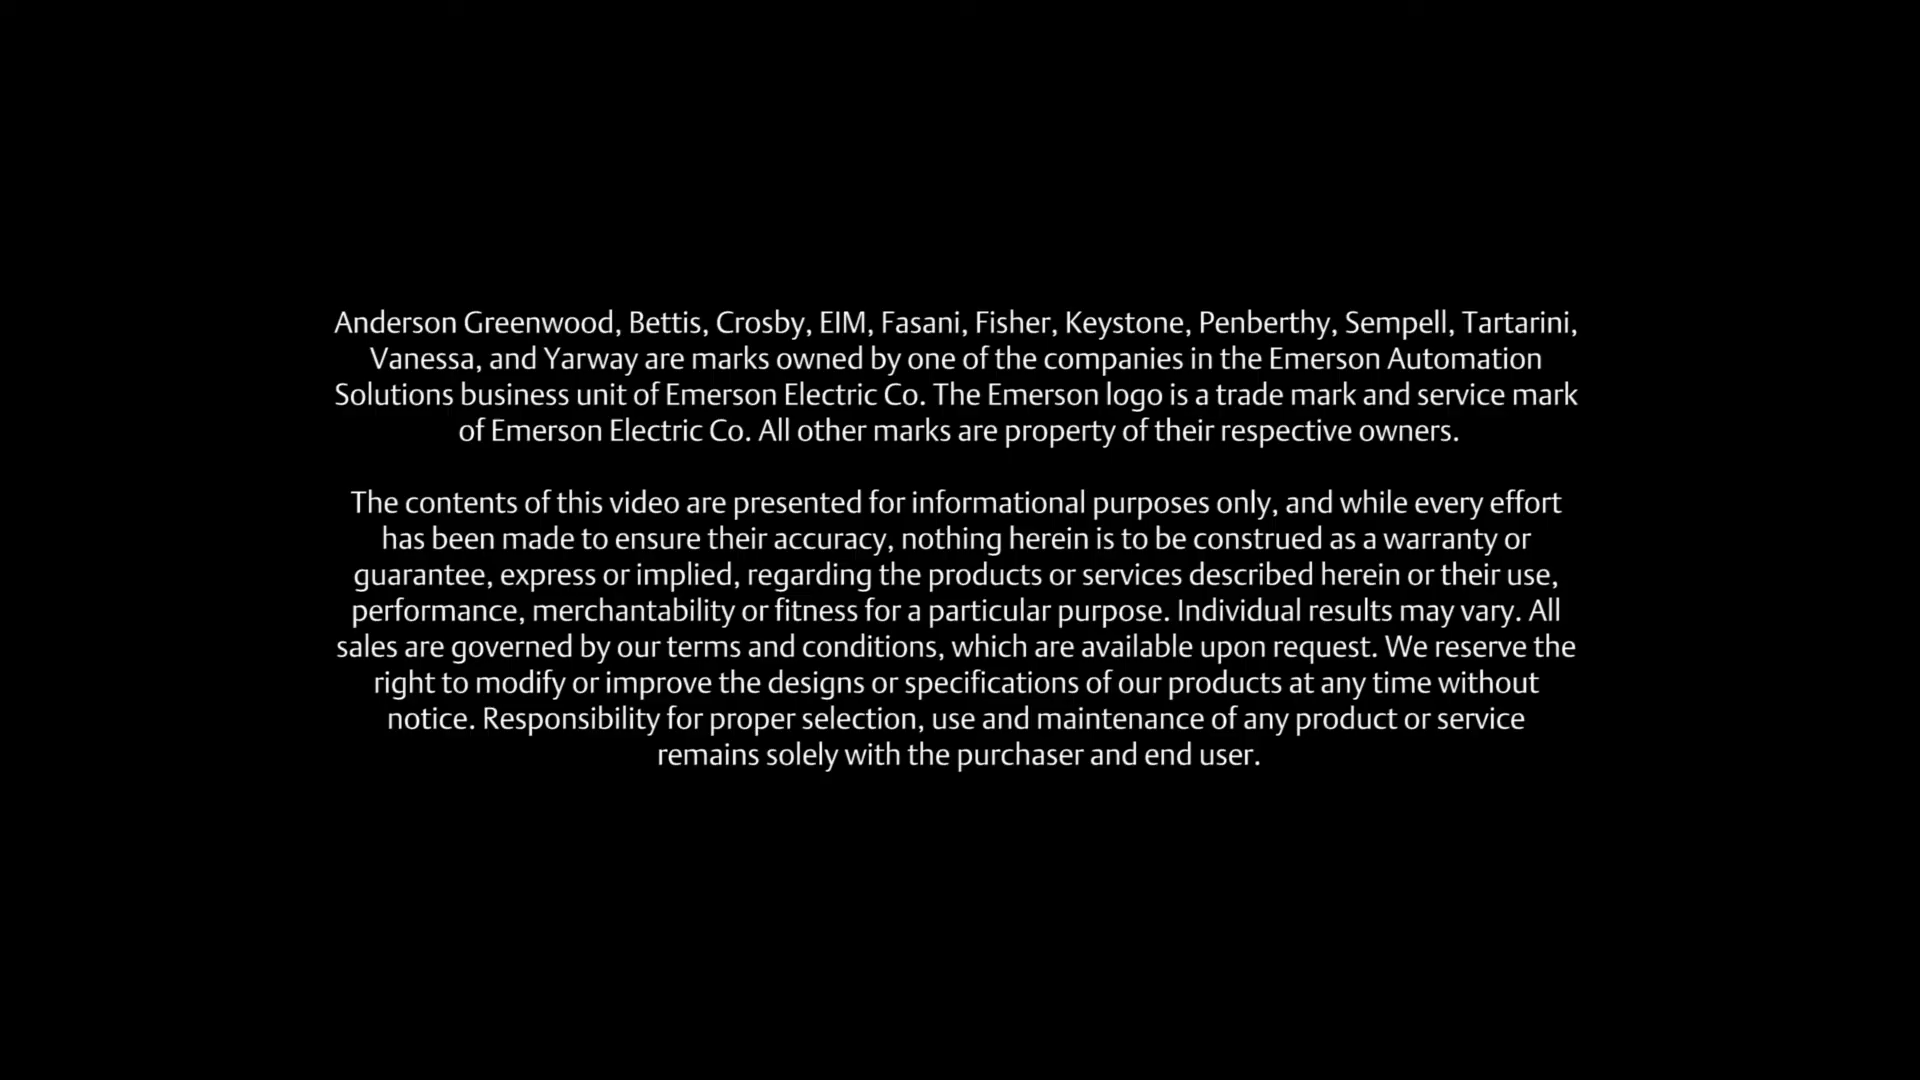 Anderson Greenwood, Bettis, Crosby, EIM, Fasani, Fisher, Keystone, Penberthy, Sempell, Tartarini,
Vanessa, and Yarway are marks owned by one of the companies in the Emerson Automation
Solutions business unit of Emerson Electric Co. The Emerson logo is a trade mark and service mark
of Emerson Electric Co. All other marks are property of their respective owners.
The contents of this video are presented for informational purposes only, and while every effort
has been made to ensure their accuracy, nothing herein is to be construed as a warranty or
guarantee, express or implied, regarding the products or services described herein or their use,
performance, merchantability or fitness for a particular purpose. Individual results may vary. All
sales are governed by our terms and conditions, which are available upon request. We reserve the
right to modify or improve the designs or specifications of our products at any time without
notice. Responsibility for proper selection, use and maintenance of any product or service
remains solely with the purchaser and end user.